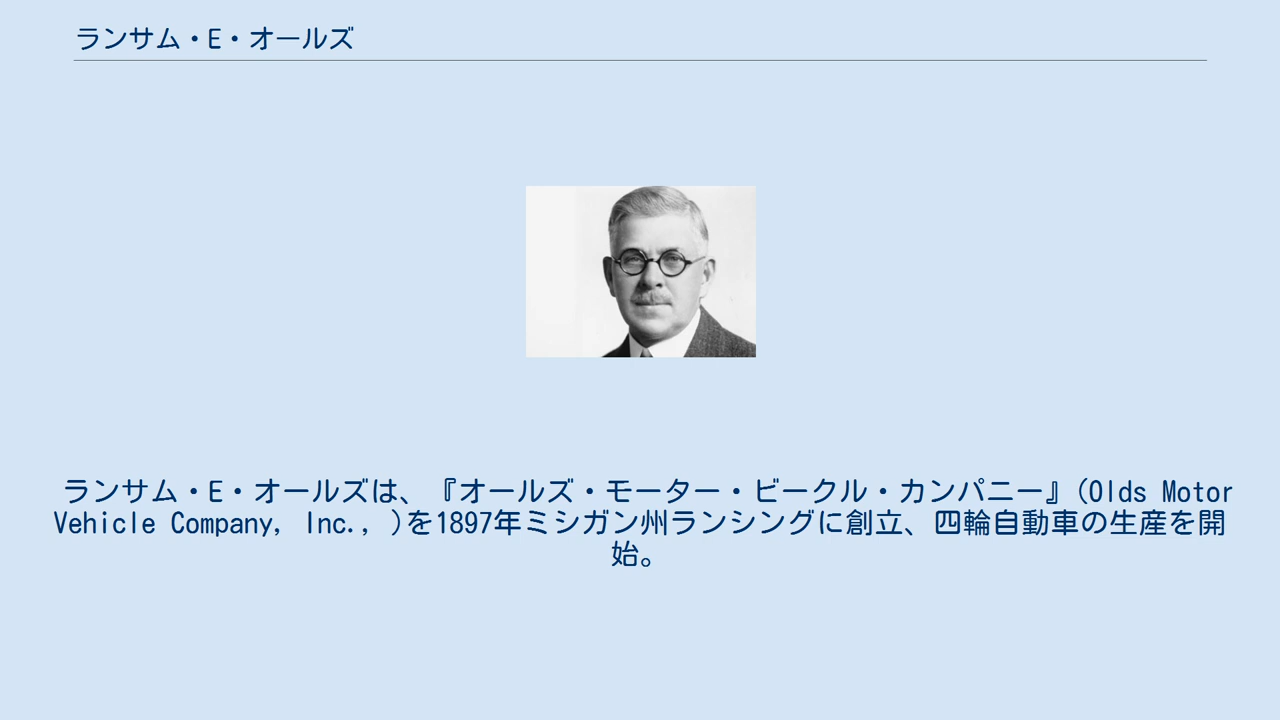 ランサム・E・オールズ
ランサム・E・オールズは、『オールズ・モーター・ビークル・カンパニー』(Olds Motor
Vehicle Company, Inc., )を1897年ミシガン州ランシングに創立、四輪自動車の生産を開
始。